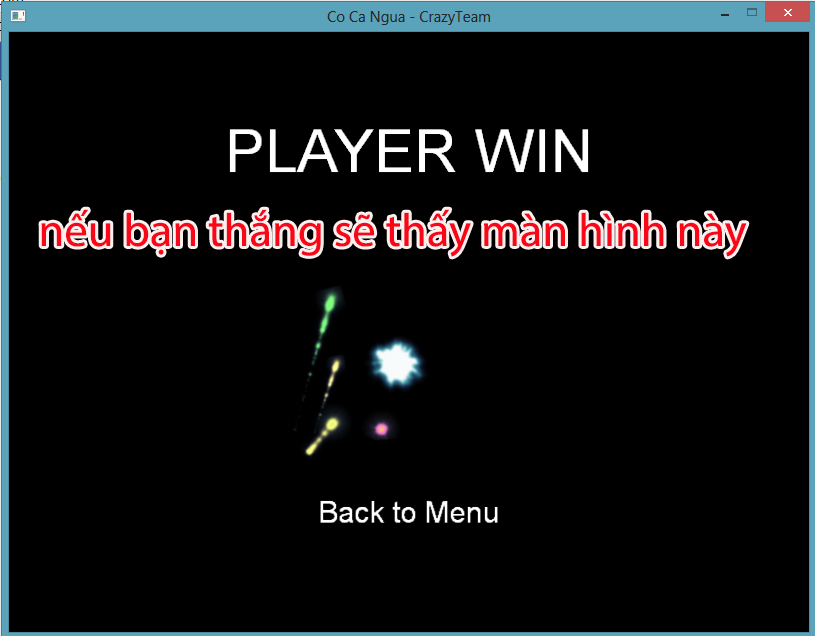 Co Ca Ngua - CrazyTeam
PLAYER WIN
nếu bạn thắng sẽ thấy màn hình này
Back to Menu